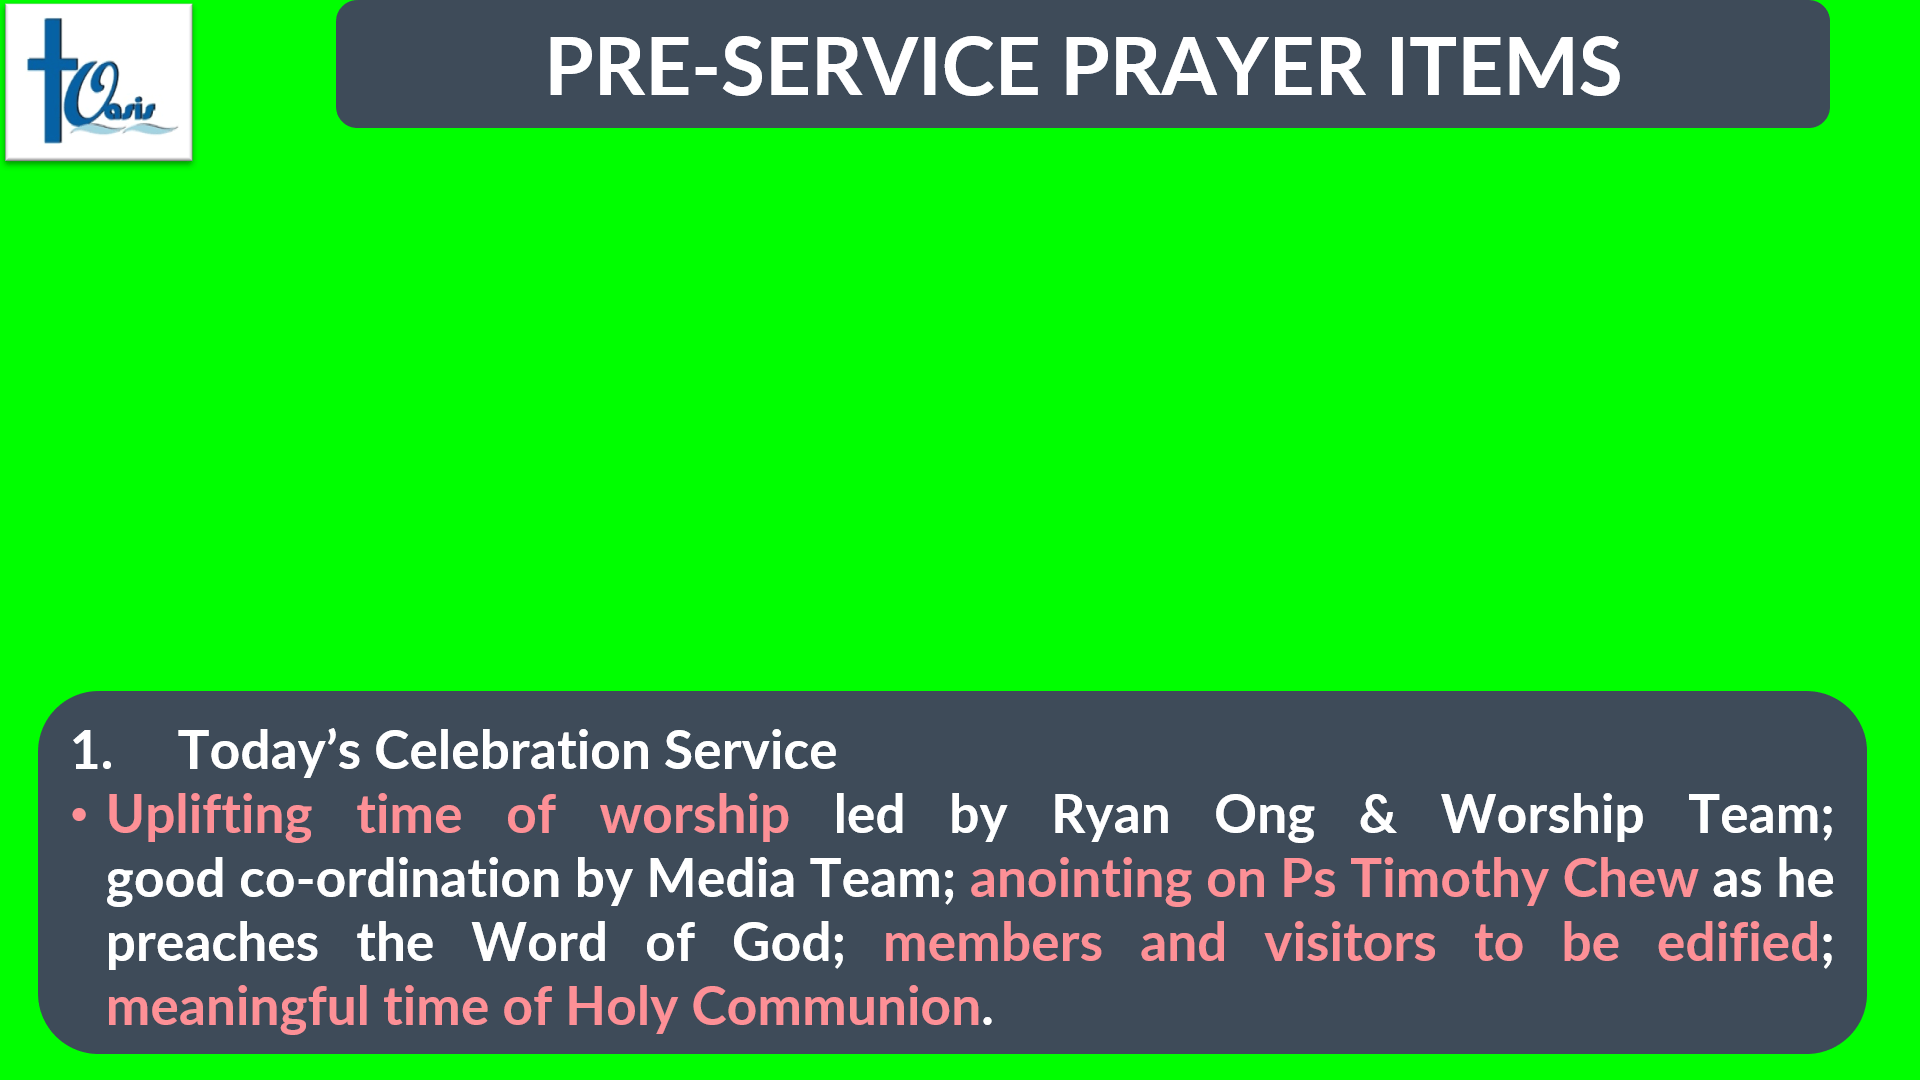 Oasis
PRE-SERVICE PRAYER ITEMS
1. Today’s Celebration Service
• Uplifting time of worship led by Ryan Ong & Worship Team;
good co-ordination by Media Team; anointing on Ps Timothy Chew as he
preaches the Word of God; members and visitors to be edified;
meaningful time of Holy Communion.